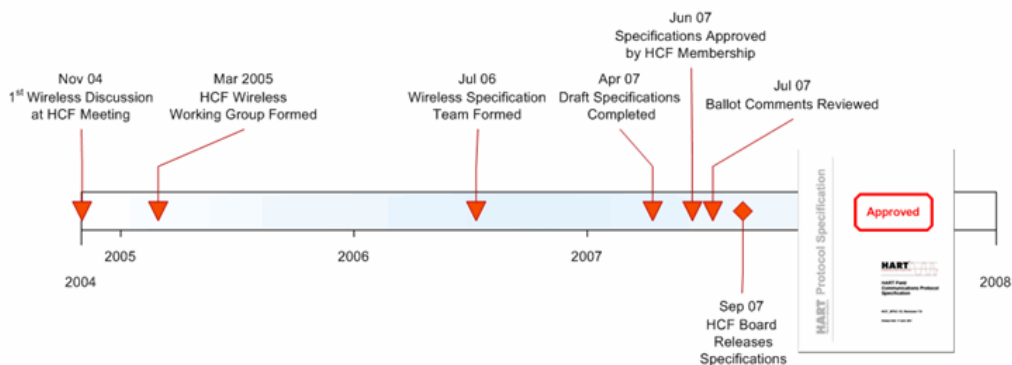 Nov 04
1st Wireless Discussion
at HCF Meeting
Mar 2005
HCF Wireless
Working Group Formed
Jul 06
Wireless Specification
Team Formed
Apr 07
Draft Specifications
Completed
Jun 07
Specifications Approved
by HCF Membership
Jul 07
Ballot Comments Reviewed
2005
2006
2007
2004
2008
Sep 07
HCF Board
Releases
Specifications
HART Protocol Specification
Approved
HART
HART Field
Communications Protocol
Specification